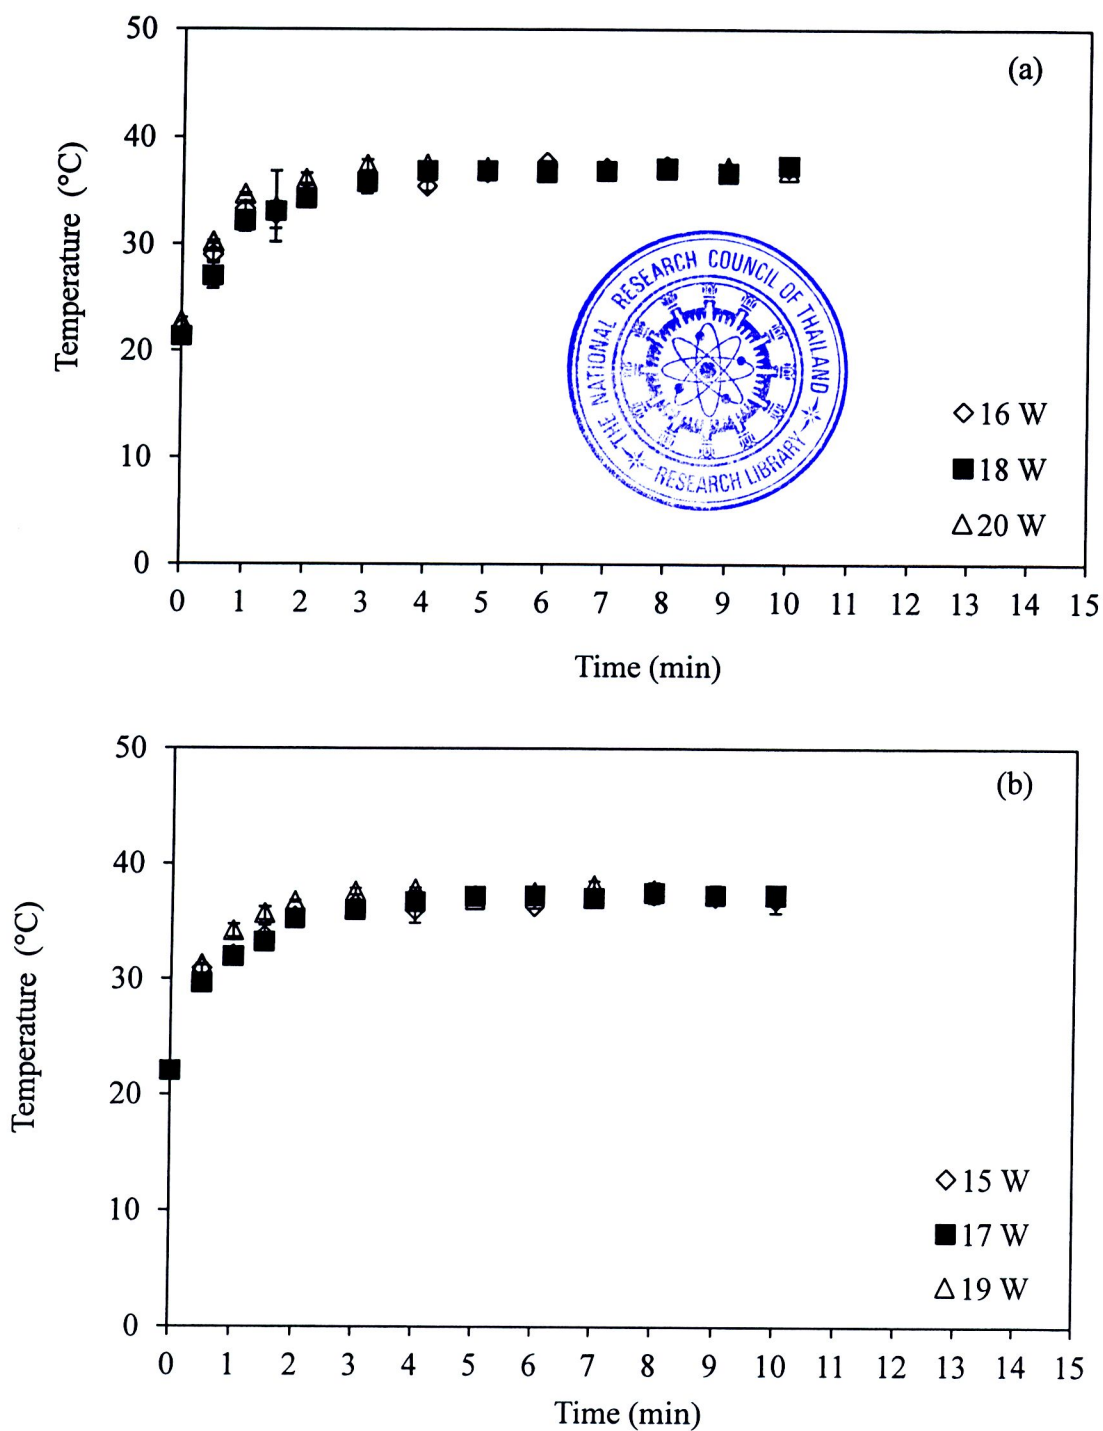 50
(a)
40
30
20
10
0
Temperature (°C)
THE NATIONAL RESEARCH COUNCIL OF THAILAND
RESEARCH LIBRARY
16 W
18 W
20 W
0 1 2 3 4 5 6 7 8 9 10 11 12 13 14 15
Time (min)
50
(b)
40
30
20
10
0
Temperature (°C)
15 W
17 W
19 W
0 1 2 3 4 5 6 7 8 9 10 11 12 13 14 15
Time (min)